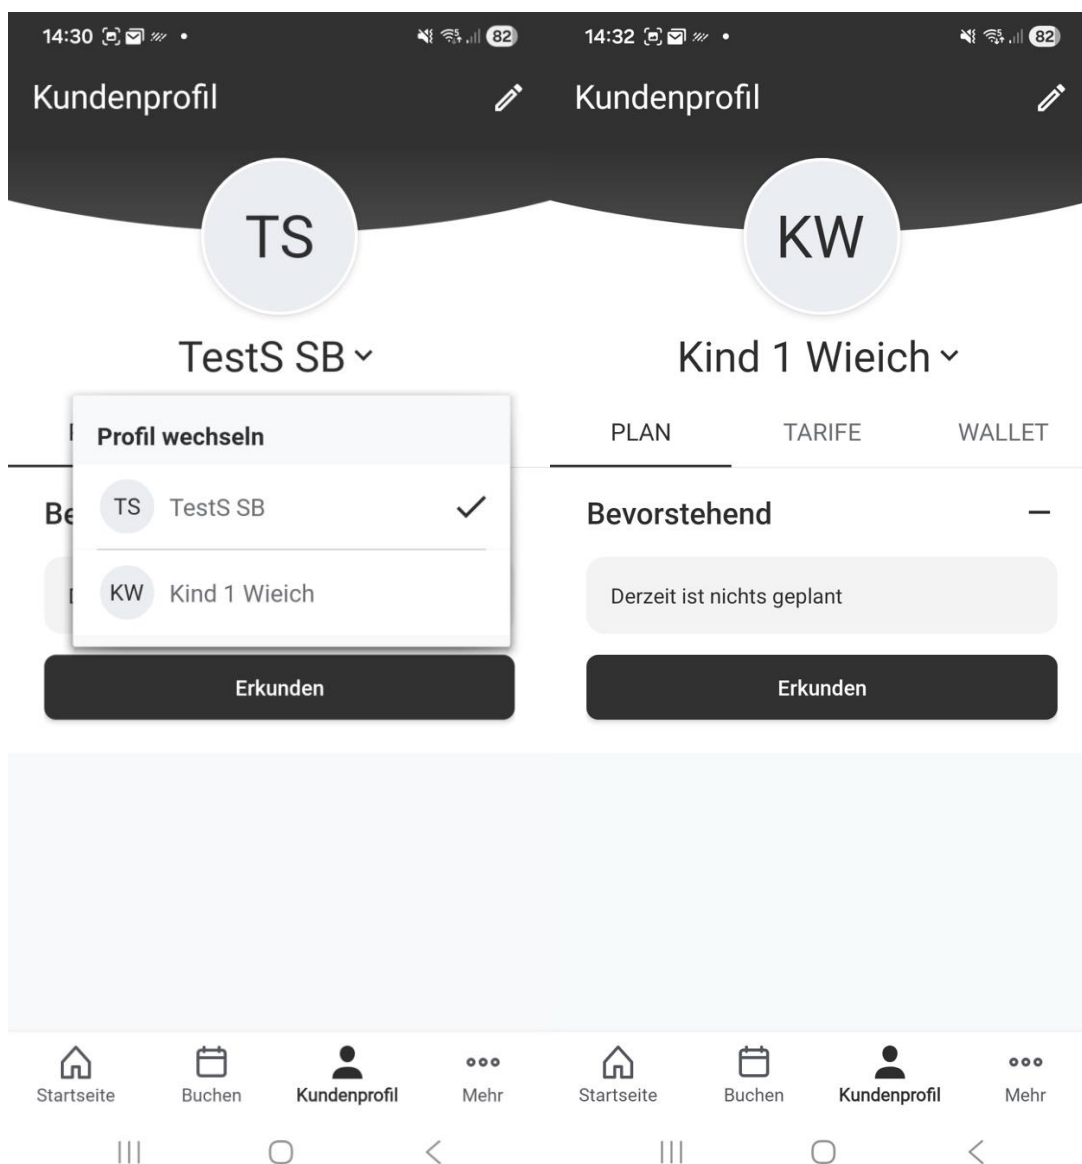 14:30
82
Kundenprofil
TS
TestS SB
Profil wechseln
TS TestS SB
KW Kind 1 Wieich
Erkunden
Startseite Buchen Kundenprofil Mehr
14:32
82
Kundenprofil
KW
Kind 1 Wieich
PLAN TARIFE WALLET
Bevorstehend
Derzeit ist nichts geplant
Erkunden
Startseite Buchen Kundenprofil Mehr